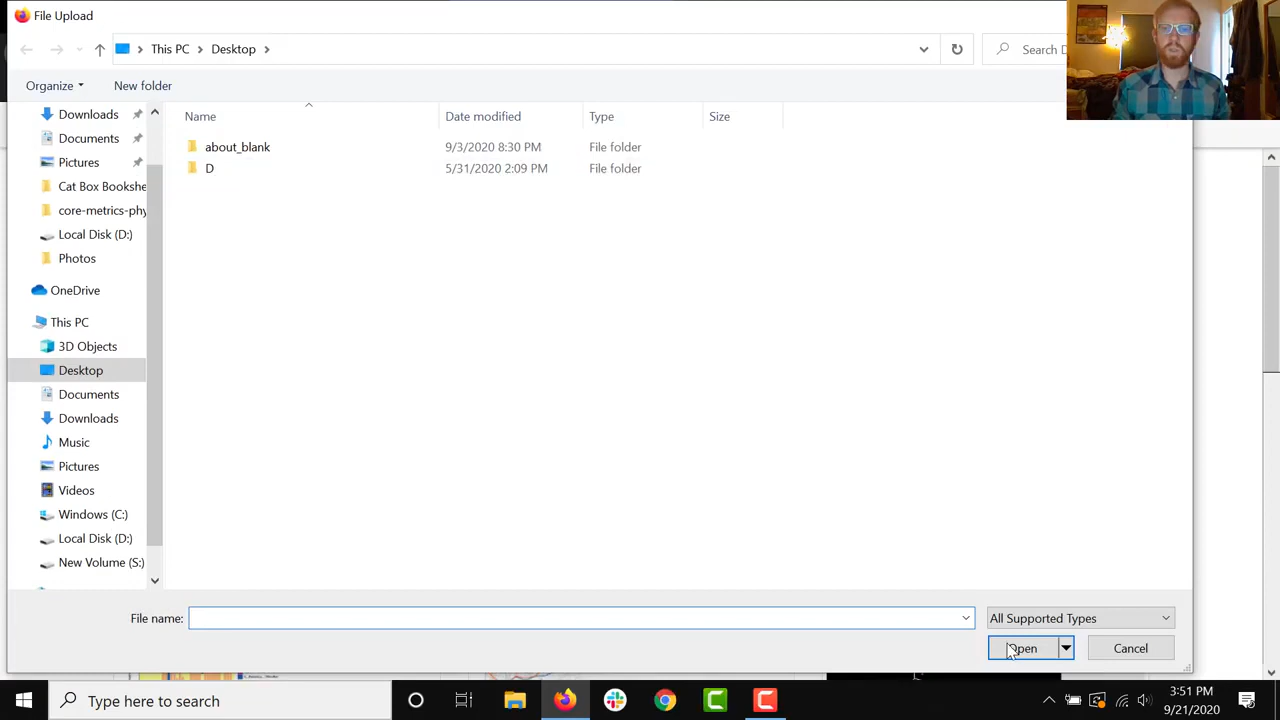 File Upload
This PC
Desktop
Search D
Organize
New folder
Name
Date modified
Type
Size
Downloads
Documents
Pictures
Cat Box Bookshe
core-metrics-phy
Local Disk (D:)
Photos
OneDrive
This PC
3D Objects
Desktop
Documents
Downloads
Music
Pictures
Videos
Windows (C:)
Local Disk (D:)
New Volume (S:)
about_blank
9/3/2020 8:30 PM
File folder
D
5/31/2020 2:09 PM
File folder
File name:
All Supported Types
Open
Cancel
Type here to search
3:51 PM
9/21/2020